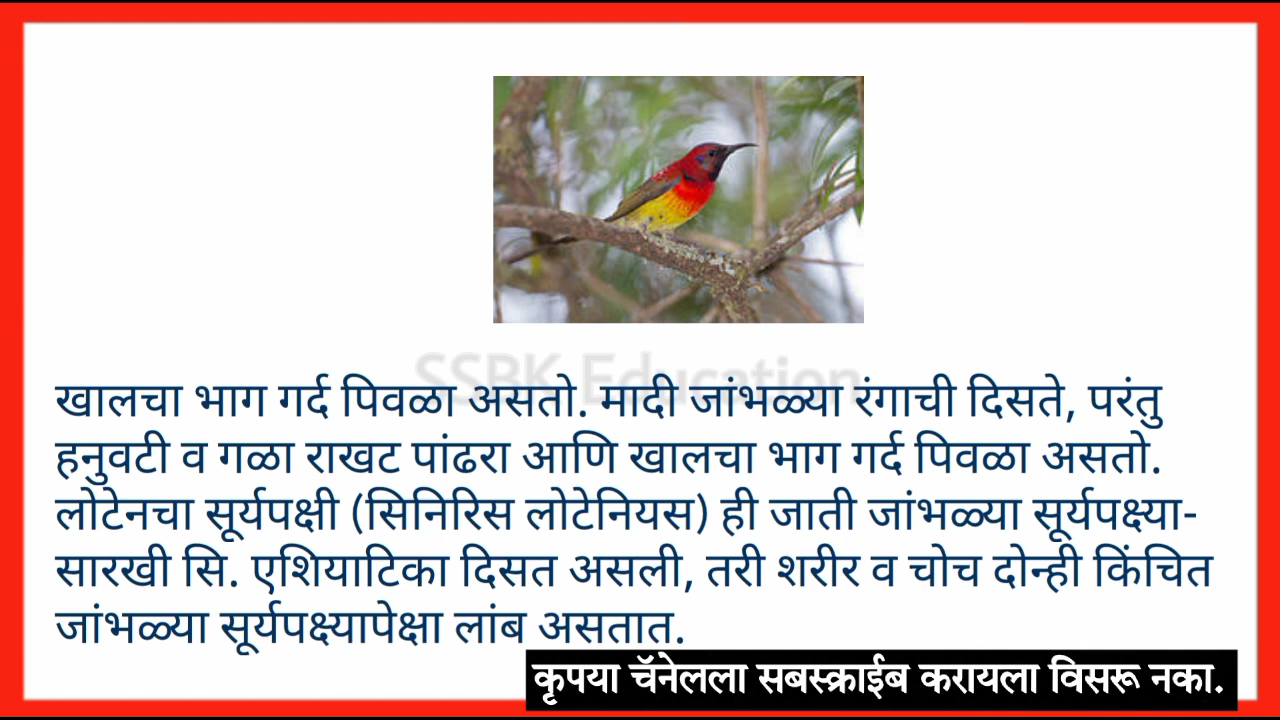 SSBK Education
खालचा भाग गर्द पिवळा असतो. मादी जांभळ्या रंगाची दिसते, परंतु
हनुवटी व गळा राखट पांढरा आणि खालचा भाग गर्द पिवळा असतो.
लोटेनचा सूर्यपक्षी (सिनिरिस लोटेनियस) ही जाती जांभळ्या सूर्यपक्ष्या-
सारखी सि. एशियाटिका दिसत असली, तरी शरीर व चोच दोन्ही किंचित
जांभळ्या सूर्यपक्ष्यापेक्षा लांब असतात.
कृपया चॅनेलला सबस्क्राईब करायला विसरू नका.